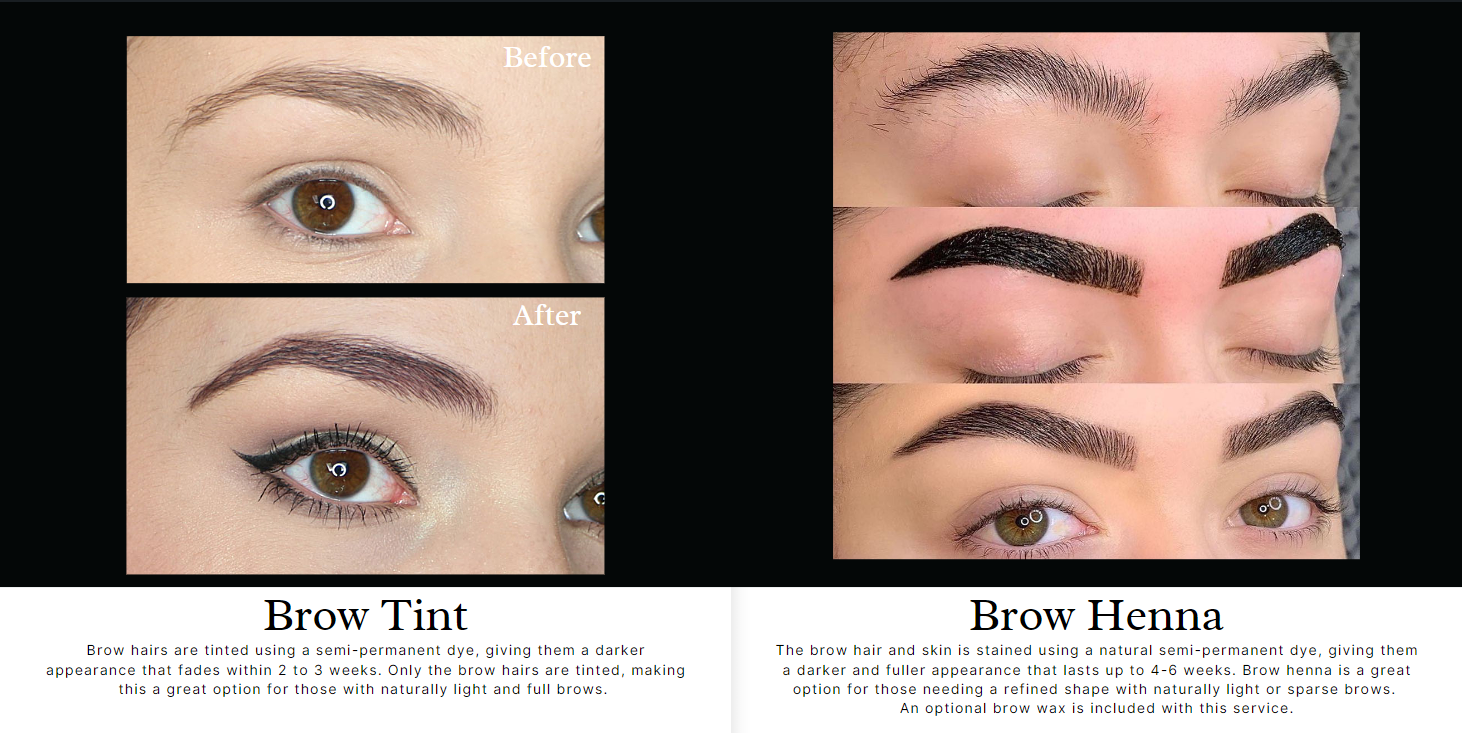 Before
After
Brow Tint
Brow hairs are tinted using a semi-permanent dye, giving them a darker
appearance that fades within 2 to 3 weeks. Only the brow hairs are tinted, making
this a great option for those with naturally light and full brows.
Brow Henna
The brow hair and skin is stained using a natural semi-permanent dye, giving them
a darker and fuller appearance that lasts up to 4-6 weeks. Brow henna is a great
option for those needing a refined shape with naturally light or sparse brows.
An optional brow wax is included with this service.